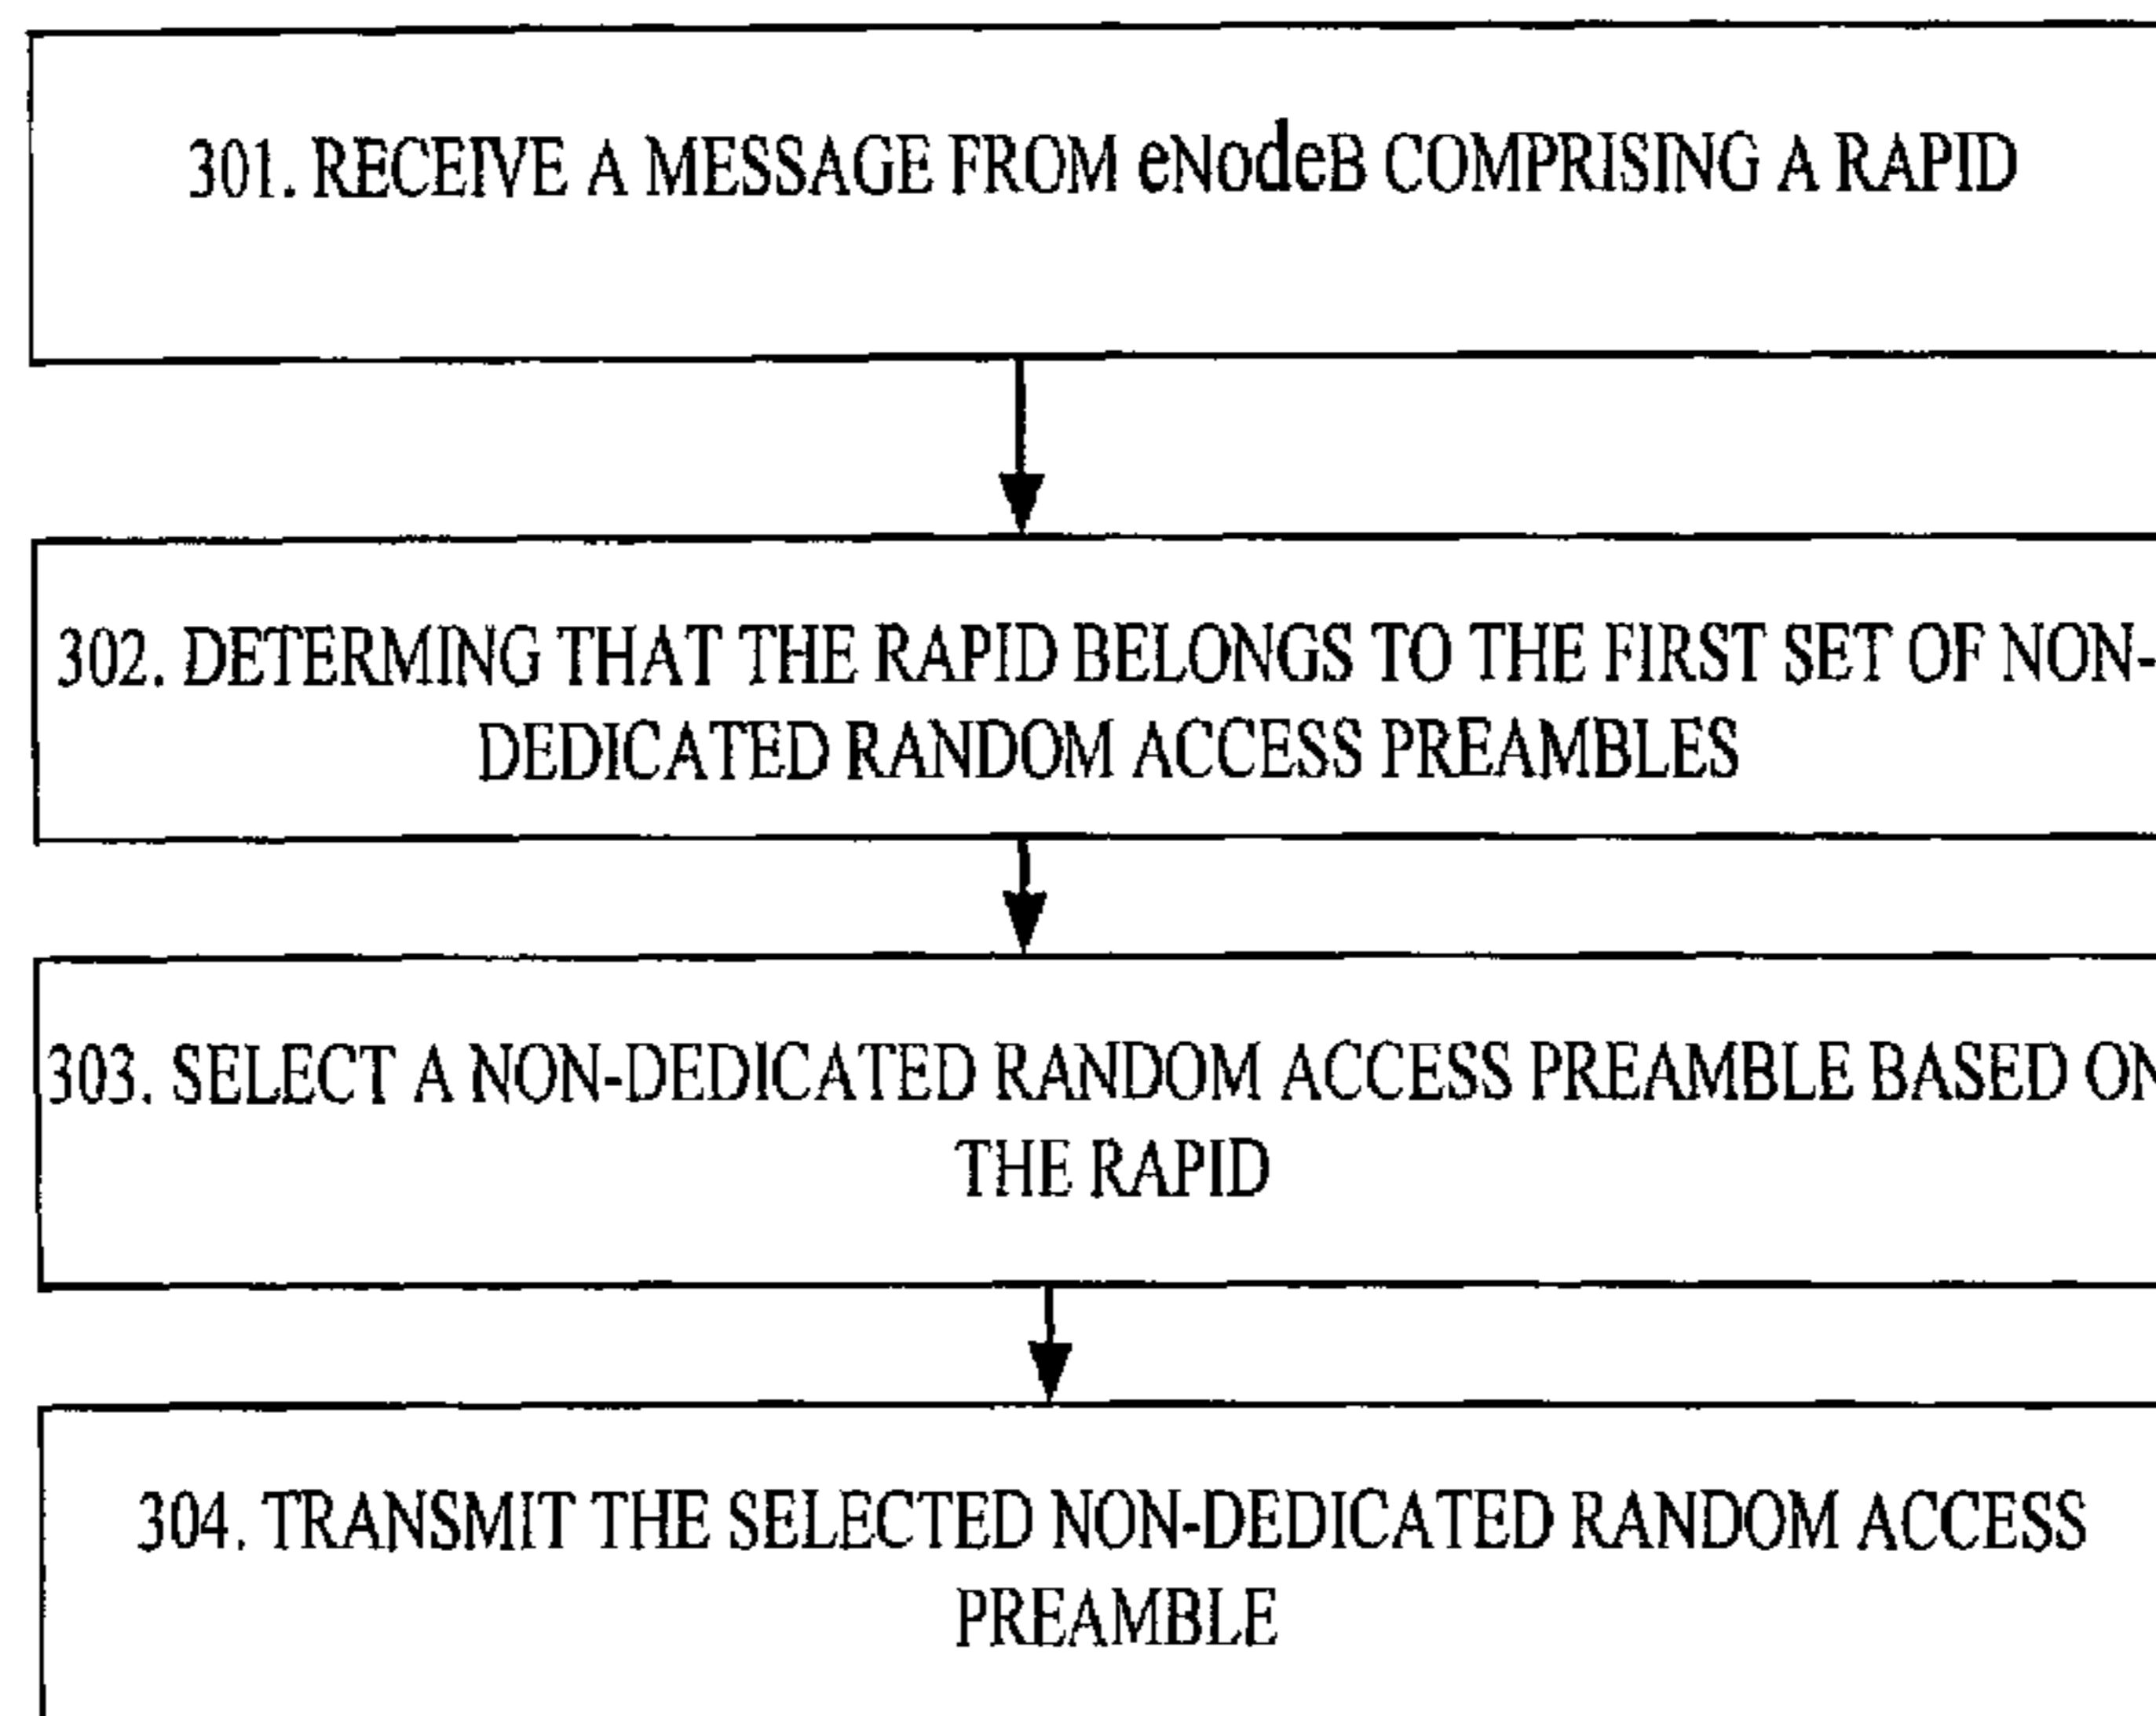 301. RECEIVE A MESSAGE FROM eNodeB COMPRISING A RAPID
302. DETERMING THAT THE RAPID BELONGS TO THE FIRST SET OF NON-
DEDICATED RANDOM ACCESS PREAMBLES
303. SELECT A NON-DEDICATED RANDOM ACCESS PREAMBLE BASED ON
THE RAPID
304. TRANSMIT THE SELECTED NON-DEDICATED RANDOM ACCESS
PREAMBLE